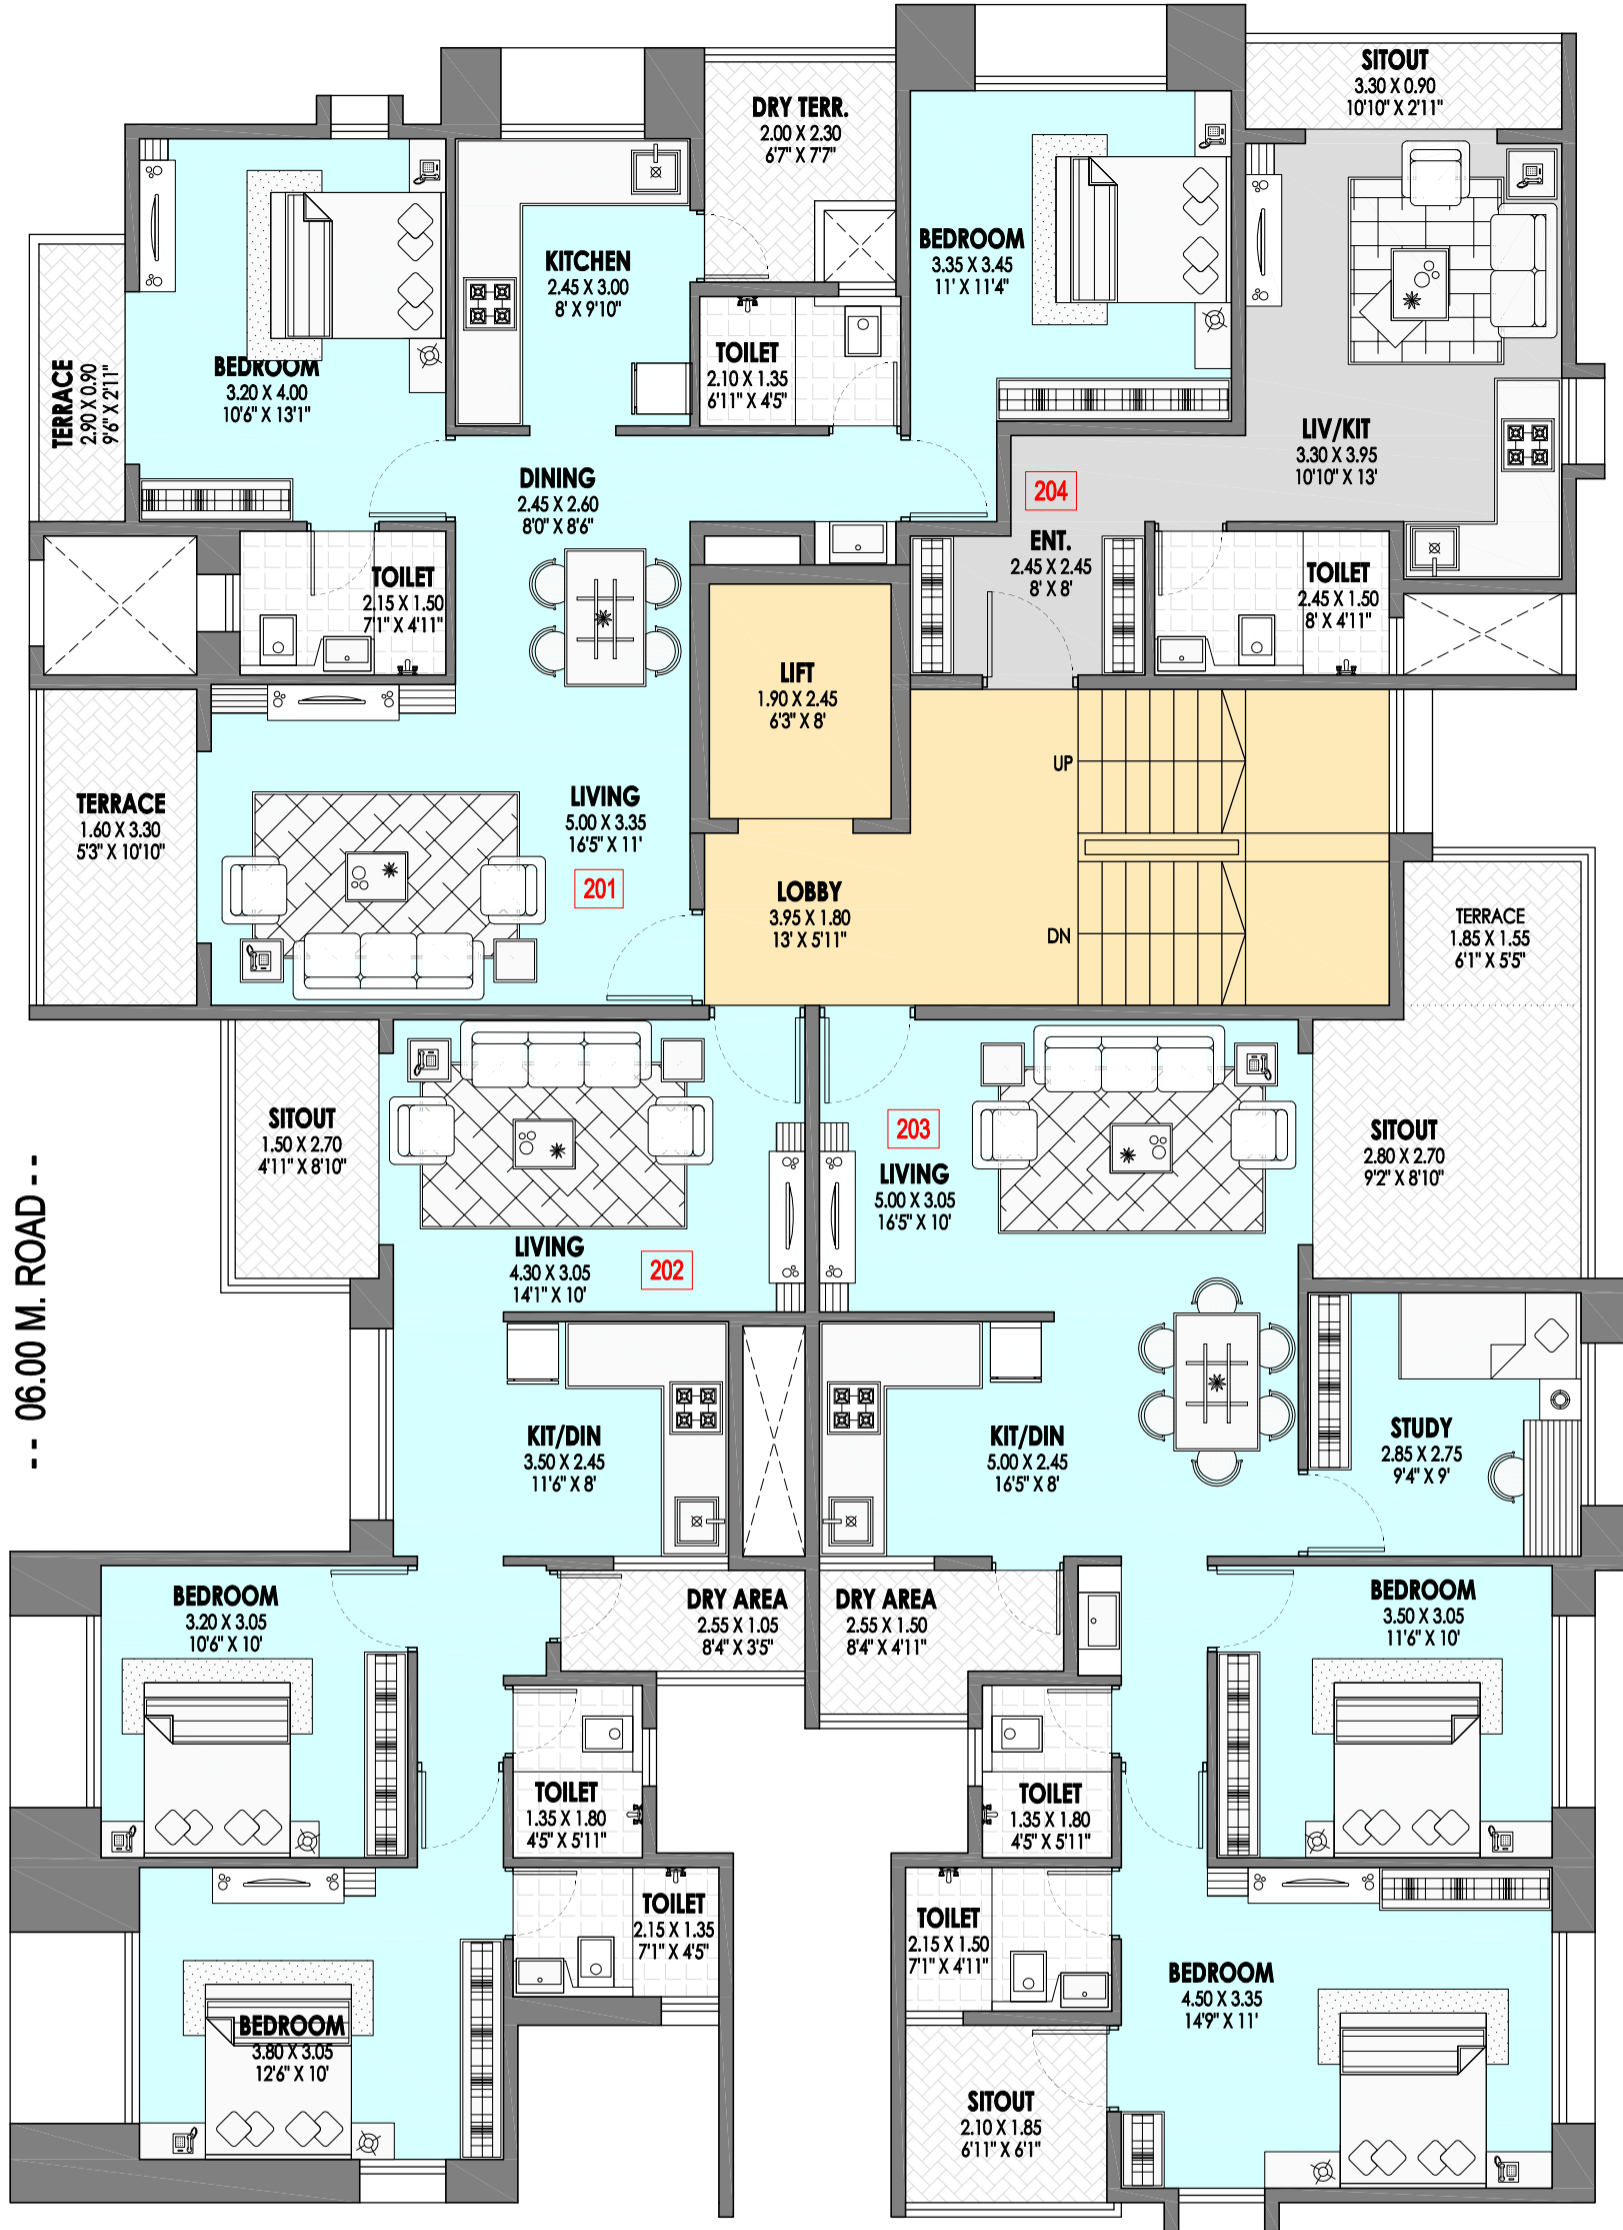 SITOUT
3.30 X 0.90
10'10" X 2'11"
DRY TERR.
2.00 X 2.30
6'7" X 7'7"
BEDROOM
3.35 X 3.45
11' X 11'4"
KITCHEN
2.45 X 3.00
8' X 9'10"
TOILET
2.10 X 1.35
6'11" X 4'5"
BEDROOM
3.20 X 4.00
10'6" X 13'1"
TERRACE
2.90 X 0.90
9'6" X 2'11"
LIV/KIT
3.30 X 3.95
10'10" X 13'
DINING
2.45 X 2.60
8'0" X 8'6"
204
ENT.
2.45 X 2.45
8' X 8'
TOILET
2.15 X 1.50
7'1" X 4'11"
TOILET
2.45 X 1.50
8' X 4'11"
LIFT
1.90 X 2.45
6'3" X 8'
UP
TERRACE
1.60 X 3.30
5'3" X 10'10"
LIVING
5.00 X 3.35
16'5" X 11'
201
LOBBY
3.95 X 1.80
13' X 5'11"
DN
TERRACE
1.85 X 1.55
6'1" X 5'5"
SITOUT
1.50 X 2.70
4'11" X 8'10"
203
LIVING
5.00 X 3.05
16'5" X 10'
SITOUT
2.80 X 2.70
9'2" X 8'10"
-- 06.00 M. ROAD --
LIVING
4.30 X 3.05
14'1" X 10'
202
KIT/DIN
3.50 X 2.45
11'6" X 8'
KIT/DIN
5.00 X 2.45
16'5" X 8'
STUDY
2.85 X 2.75
9'4" X 9'
BEDROOM
3.20 X 3.05
10'6" X 10'
DRY AREA
2.55 X 1.05
8'4" X 3'5"
DRY AREA
2.55 X 1.50
8'4" X 4'11"
BEDROOM
3.50 X 3.05
11'6" X 10'
TOILET
1.35 X 1.80
4'5" X 5'11"
TOILET
1.35 X 1.80
4'5" X 5'11"
TOILET
2.15 X 1.35
7'1" X 4'5"
TOILET
2.15 X 1.50
7'1" X 4'11"
BEDROOM
3.80 X 3.05
12'6" X 10'
BEDROOM
4.50 X 3.35
14'9" X 11'
SITOUT
2.10 X 1.85
6'11" X 6'1"